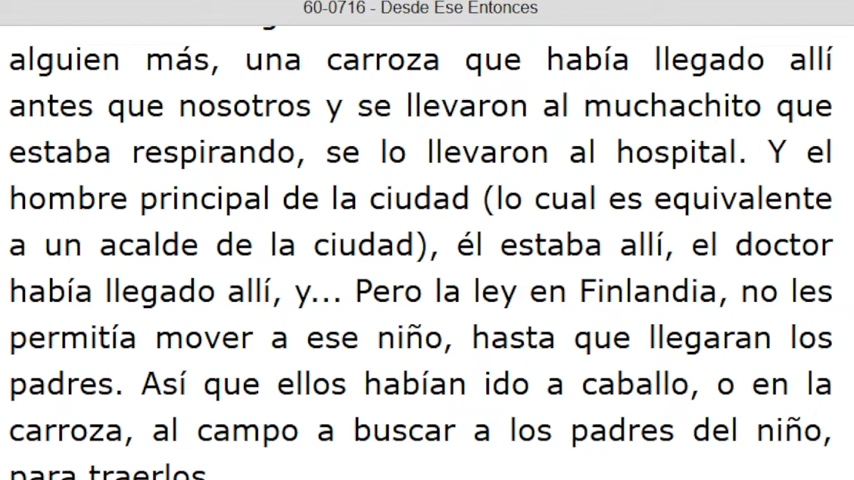 60-0716 - Desde Ese Entonces
alguien más, una carroza que había llegado allí
antes que nosotros y se llevaron al muchachito que
estaba respirando, se lo llevaron al hospital. Y el
hombre principal de la ciudad (lo cual es equivalente
a un acalde de la ciudad), él estaba allí, el doctor
había llegado allí, y... Pero la ley en Finlandia, no les
permitía mover a ese niño, hasta que llegaran los
padres. Así que ellos habían ido a caballo, o en la
carroza, al campo a buscar a los padres del niño,
para traerlos